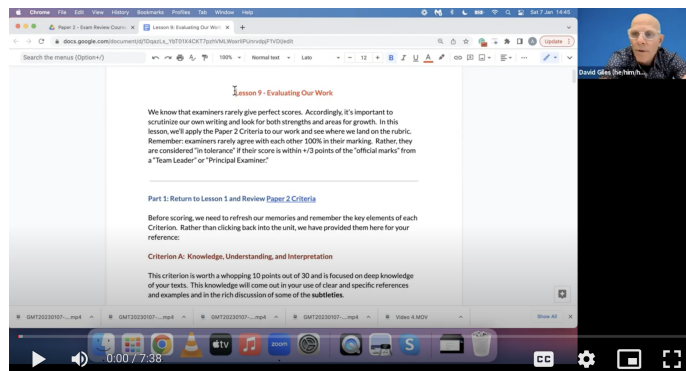 Chrome File Edit View History Bookmarks Profiles Tab Window Help
Sat 7 Jan 14:46
Paper 2 - Exam Review Course
Lesson 9: Evaluating Our Work
Update
Search the menus (Option+/)
100%
Normal text
Lato
12
B I U A
David Giles (he/him/h...
Lesson 9 - Evaluating Our Work
We know that examiners rarely give perfect scores. Accordingly, it's important to
scrutinize our own writing and look for both strengths and areas for growth. In this
lesson, we'll apply the Paper 2 Criteria to our work and see where we land on the rubric.
Remember: examiners rarely agree with each other 100% in their marking. Rather, they
are considered "in tolerance" if their score is within +/3 points of the "official marks" from
a "Team Leader" or "Principal Examiner."
Part 1: Return to Lesson 1 and Review Paper 2 Criteria
Before scoring, we need to refresh our memories and remember the key elements of each
Criterion. Rather than clicking back into the unit, we have provided them here for your
reference:
Criterion A: Knowledge, Understanding, and Interpretation
This criterion is worth a whopping 10 points out of 30 and is focused on deep knowledge
of your texts. This knowledge will come out in your use of clear and specific references
and examples and in the rich discussion of some of the subtleties.
GMT20230107-....mp4
GMT20230107-....mp4
GMT20230107-....mp4
GMT20230107-....mp4
Video 4.MOV
Show All
tv
zoom
S
0:00 / 7:38
CC